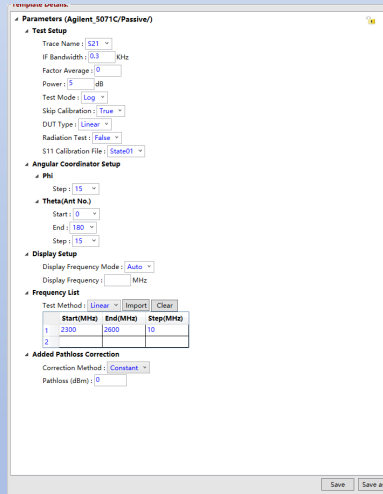 Template Details:
Parameters (Agilent_5071C/Passive/)
Test Setup
Trace Name : S21
IF Bandwidth : 0.3 KHz
Factor Average : 0
Power : 5 dB
Test Mode : Log
Skip Calibration : True
DUT Type : Linear
Radiation Test : False
S11 Calibration File : State01
Angular Coordinator Setup
Phi
Step : 15
Theta(Ant No.)
Start : 0
End : 180
Step : 15
Display Setup
Display Frequency Mode : Auto
Display Frequency : MHz
Frequency List
Test Method : Linear Import Clear
Start(MHz) End(MHz) Step(MHz)
1 2300 2600 10
2
Added Pathloss Correction
Correction Method : Constant
Pathloss (dBm) : 0
Save Save as